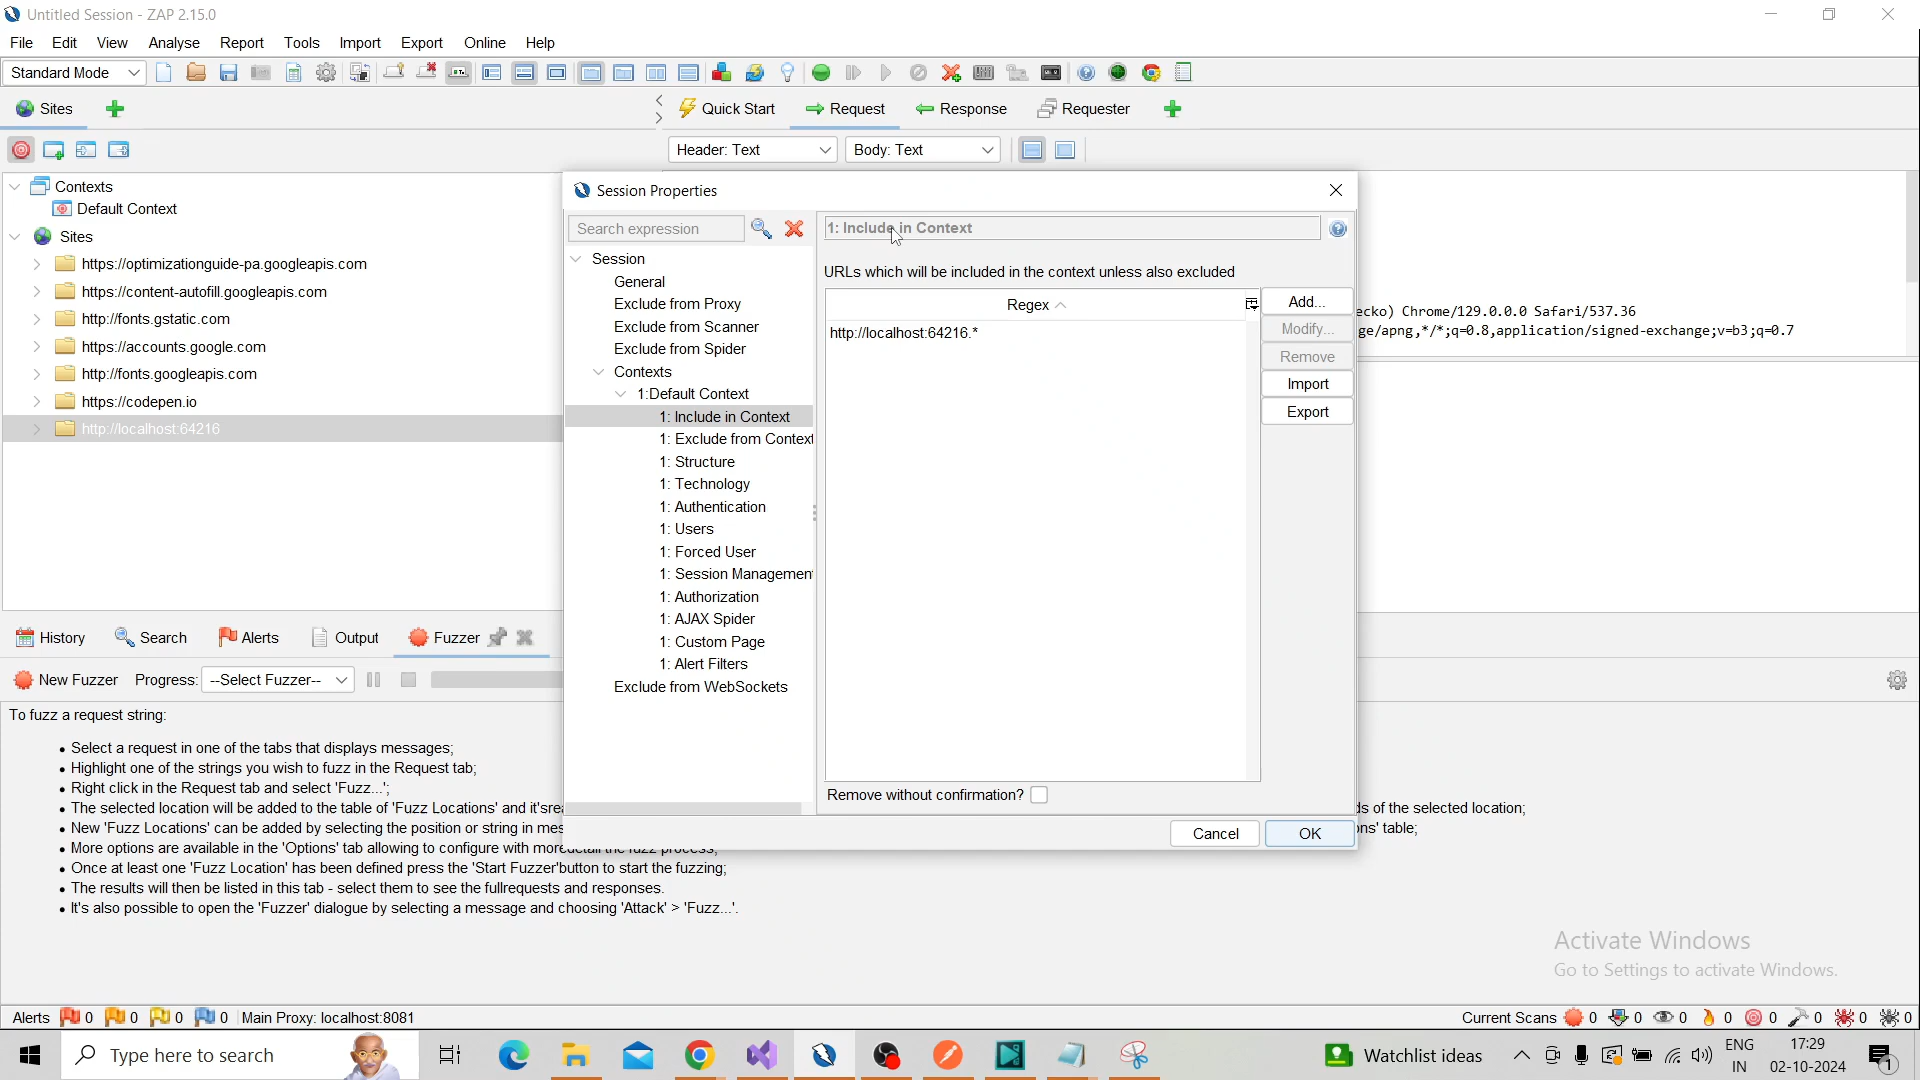 Untitled Session - ZAP 2.15.0
File Edit View Analyse Report Tools Import Export Online Help
Standard Mode
Sites
Quick Start
Request
Response
Requester
Header: Text
Body: Text
Contexts
Default Context
Sites
https://optimizationguide-pa.googleapis.com
https://content-autofill.googleapis.com
http://fonts.gstatic.com
https://accounts.google.com
http://fonts.googleapis.com
https://codepen.io
http://localhost:64216
Session Properties
Search expression
Session
General
Exclude from Proxy
Exclude from Scanner
Exclude from Spider
Contexts
1:Default Context
1: Include in Context
1: Exclude from Context
1: Structure
1: Technology
1: Authentication
1: Users
1: Forced User
1: Session Management
1: Authorization
1: AJAX Spider
1: Custom Page
1: Alert Filters
Exclude from WebSockets
1: Include in Context
URLs which will be included in the context unless also excluded
Regex
http://localhost:64216.*
Add...
Modify...
Remove
Import
Export
Remove without confirmation?
Cancel
OK
ecko) Chrome/129.0.0.0 Safari/537.36
ge/apng,*/*;q=0.8,application/signed-exchange;v=b3;q=0.7
History
Search
Alerts
Output
Fuzzer
New Fuzzer Progress: --Select Fuzzer--
To fuzz a request string:
• Select a request in one of the tabs that displays messages;
• Highlight one of the strings you wish to fuzz in the Request tab;
• Right click in the Request tab and select 'Fuzz...';
• The selected location will be added to the table of 'Fuzz Locations' and it's ds of the selected location;
• New 'Fuzz Locations' can be added by selecting the position or string in ons' table;
• More options are available in the 'Options' tab allowing to configure with more detail the fuzz process;
• Once at least one 'Fuzz Location' has been defined press the 'Start Fuzzer'button to start the fuzzing;
• The results will then be listed in this tab - select them to see the fullrequests and responses.
• It's also possible to open the 'Fuzzer' dialogue by selecting a message and choosing 'Attack' > 'Fuzz...'.
Activate Windows
Go to Settings to activate Windows.
Alerts 0 0 0 0 Main Proxy: localhost:8081
Current Scans 0 0 0 0 0 0 0 0
Type here to search
Watchlist ideas
ENG
IN
17:29
02-10-2024
1